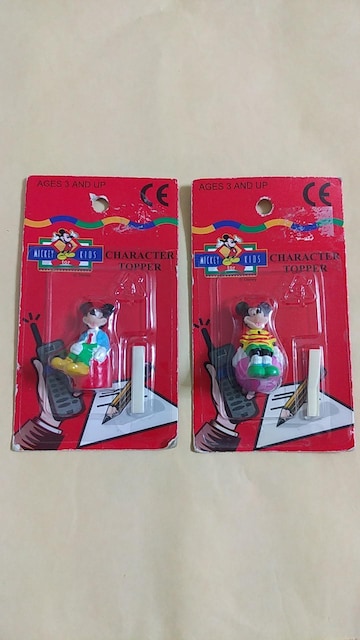 AGES 3 AND UP
CE
MICKEY KIDS
CHARACTER
TOPPER
AGES 3 AND UP
CE
MICKEY KIDS
CHARACTER
TOPPER